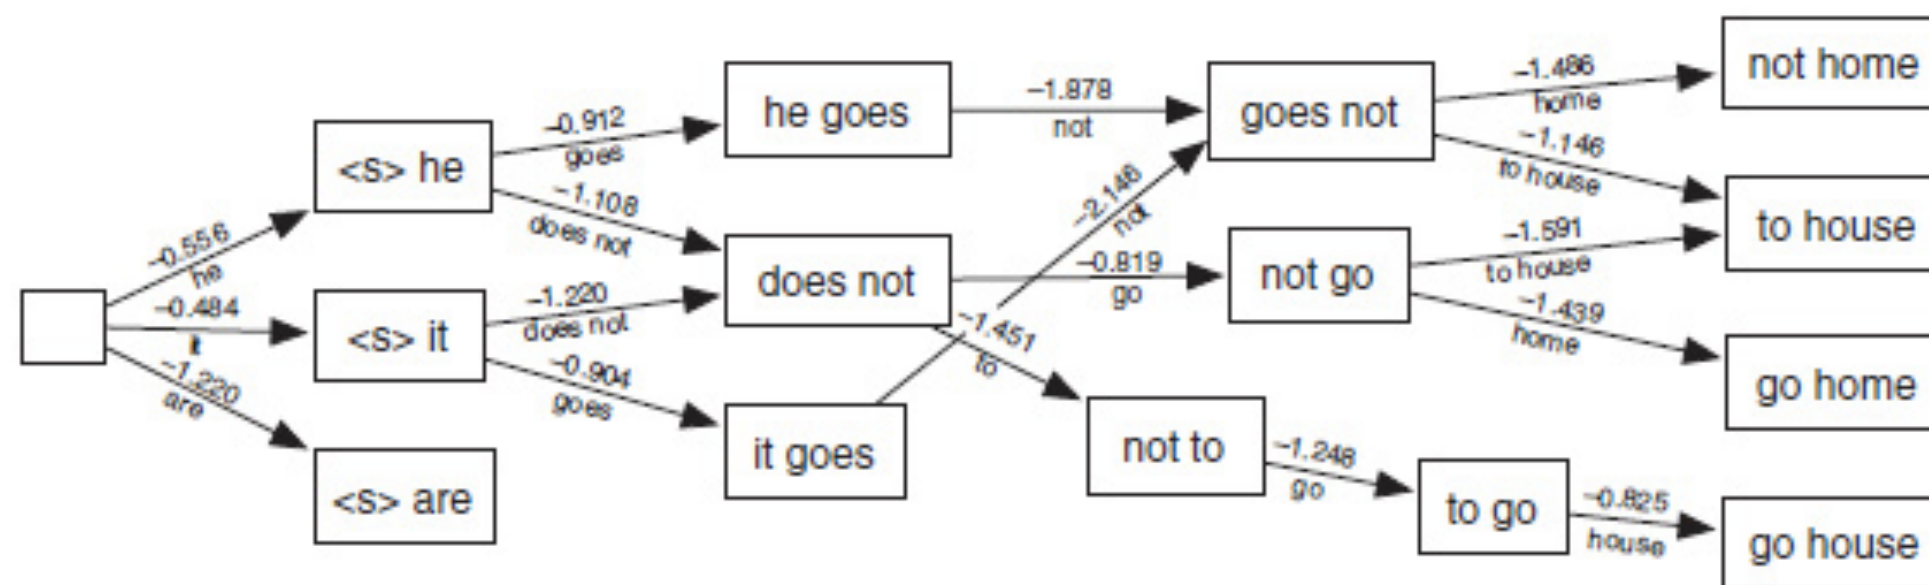 –0.556
he
–0.484
it
–1.220
are
<s> he
<s> it
<s> are
–0.912
goes
–1.108
does not
–1.220
does not
–0.904
goes
he goes
does not
it goes
–1.878
not
–2.146
not
–0.819
go
–1.451
to
goes not
not go
not to
–1.248
go
to go
–1.486
home
–1.146
to house
–1.591
to house
–1.439
home
–0.825
house
not home
to house
go home
go house